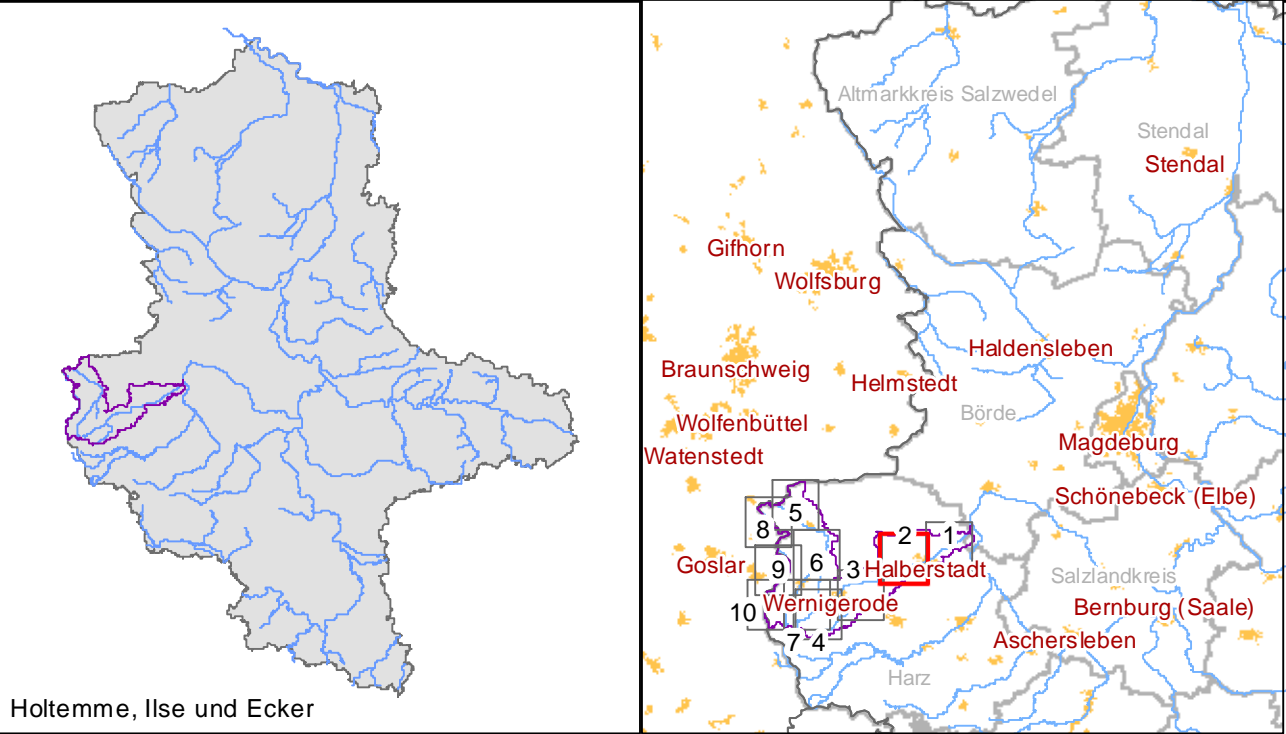 Holtemme, Ilse und Ecker
Altmarkkreis Salzwedel
Stendal
Stendal
Gifhorn
Wolfsburg
Haldensleben
Braunschweig
Helmstedt
Börde
Wolfenbüttel
Magdeburg
Watenstedt
Schönebeck (Elbe)
5
8
2
1
6
3
9
Goslar
Halberstadt
Salzlandkreis
Wernigerode
10
Bernburg (Saale)
7
4
Aschersleben
Harz